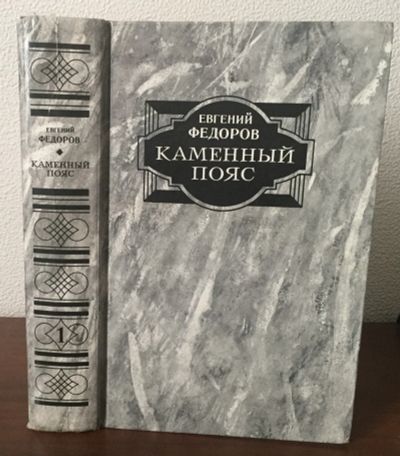 ЕВГЕНИЙ
ФЕДОРОВ
КАМЕННЫЙ
ПОЯС
1
ЕВГЕНИЙ
ФЕДОРОВ
КАМЕННЫЙ
ПОЯС